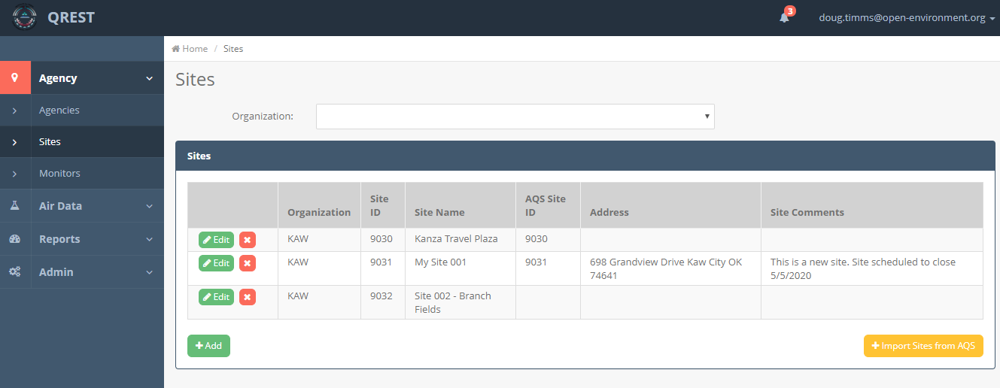 QREST
3
doug.timms@open-environment.org
Home / Sites
Agency
Agencies
Sites
Monitors
Air Data
Reports
Admin
Sites
Organization:
Sites
Organization Site ID Site Name AQS Site ID Address Site Comments
Edit KAW 9030 Kanza Travel Plaza 9030
Edit KAW 9031 My Site 001 9031 698 Grandview Drive Kaw City OK 74641 This is a new site. Site scheduled to close 5/5/2020
Edit KAW 9032 Site 002 - Branch Fields
Add
Import Sites from AQS